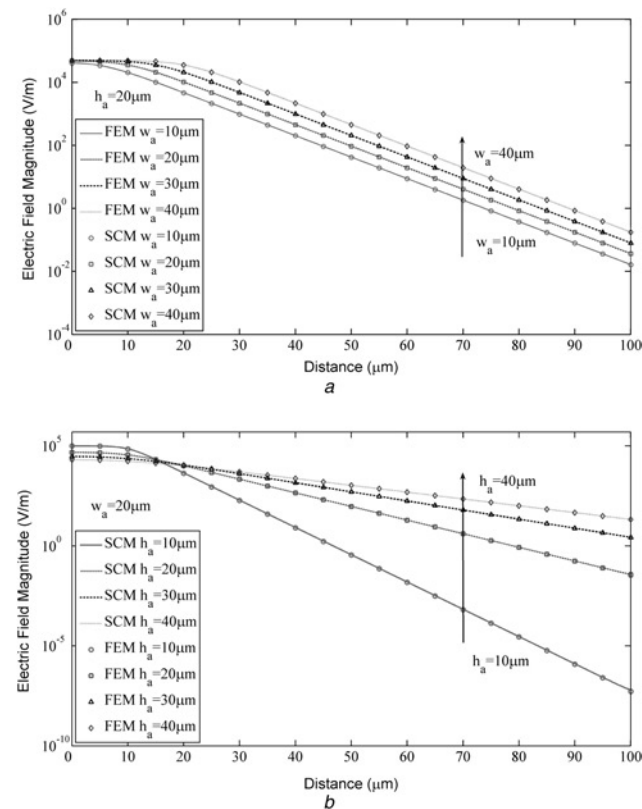 10^6
10^4
10^2
10^0
10^-2
10^-4
Electric Field Magnitude (V/m)
h_a=20μm
FEM w_a=10μm
FEM w_a=20μm
FEM w_a=30μm
FEM w_a=40μm
SCM w_a=10μm
SCM w_a=20μm
SCM w_a=30μm
SCM w_a=40μm
w_a=40μm
w_a=10μm
0 10 20 30 40 50 60 70 80 90 100
Distance (μm)
a
10^5
10^0
10^-5
10^-10
Electric Field Magnitude (V/m)
w_a=20μm
SCM h_a=10μm
SCM h_a=20μm
SCM h_a=30μm
SCM h_a=40μm
FEM h_a=10μm
FEM h_a=20μm
FEM h_a=30μm
FEM h_a=40μm
h_a=40μm
h_a=10μm
0 10 20 30 40 50 60 70 80 90 100
Distance (μm)
b